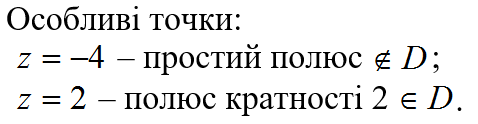 Особливі точки:
z = −4 – простий полюс ∉ D;
z = 2 – полюс кратності 2 ∈ D.